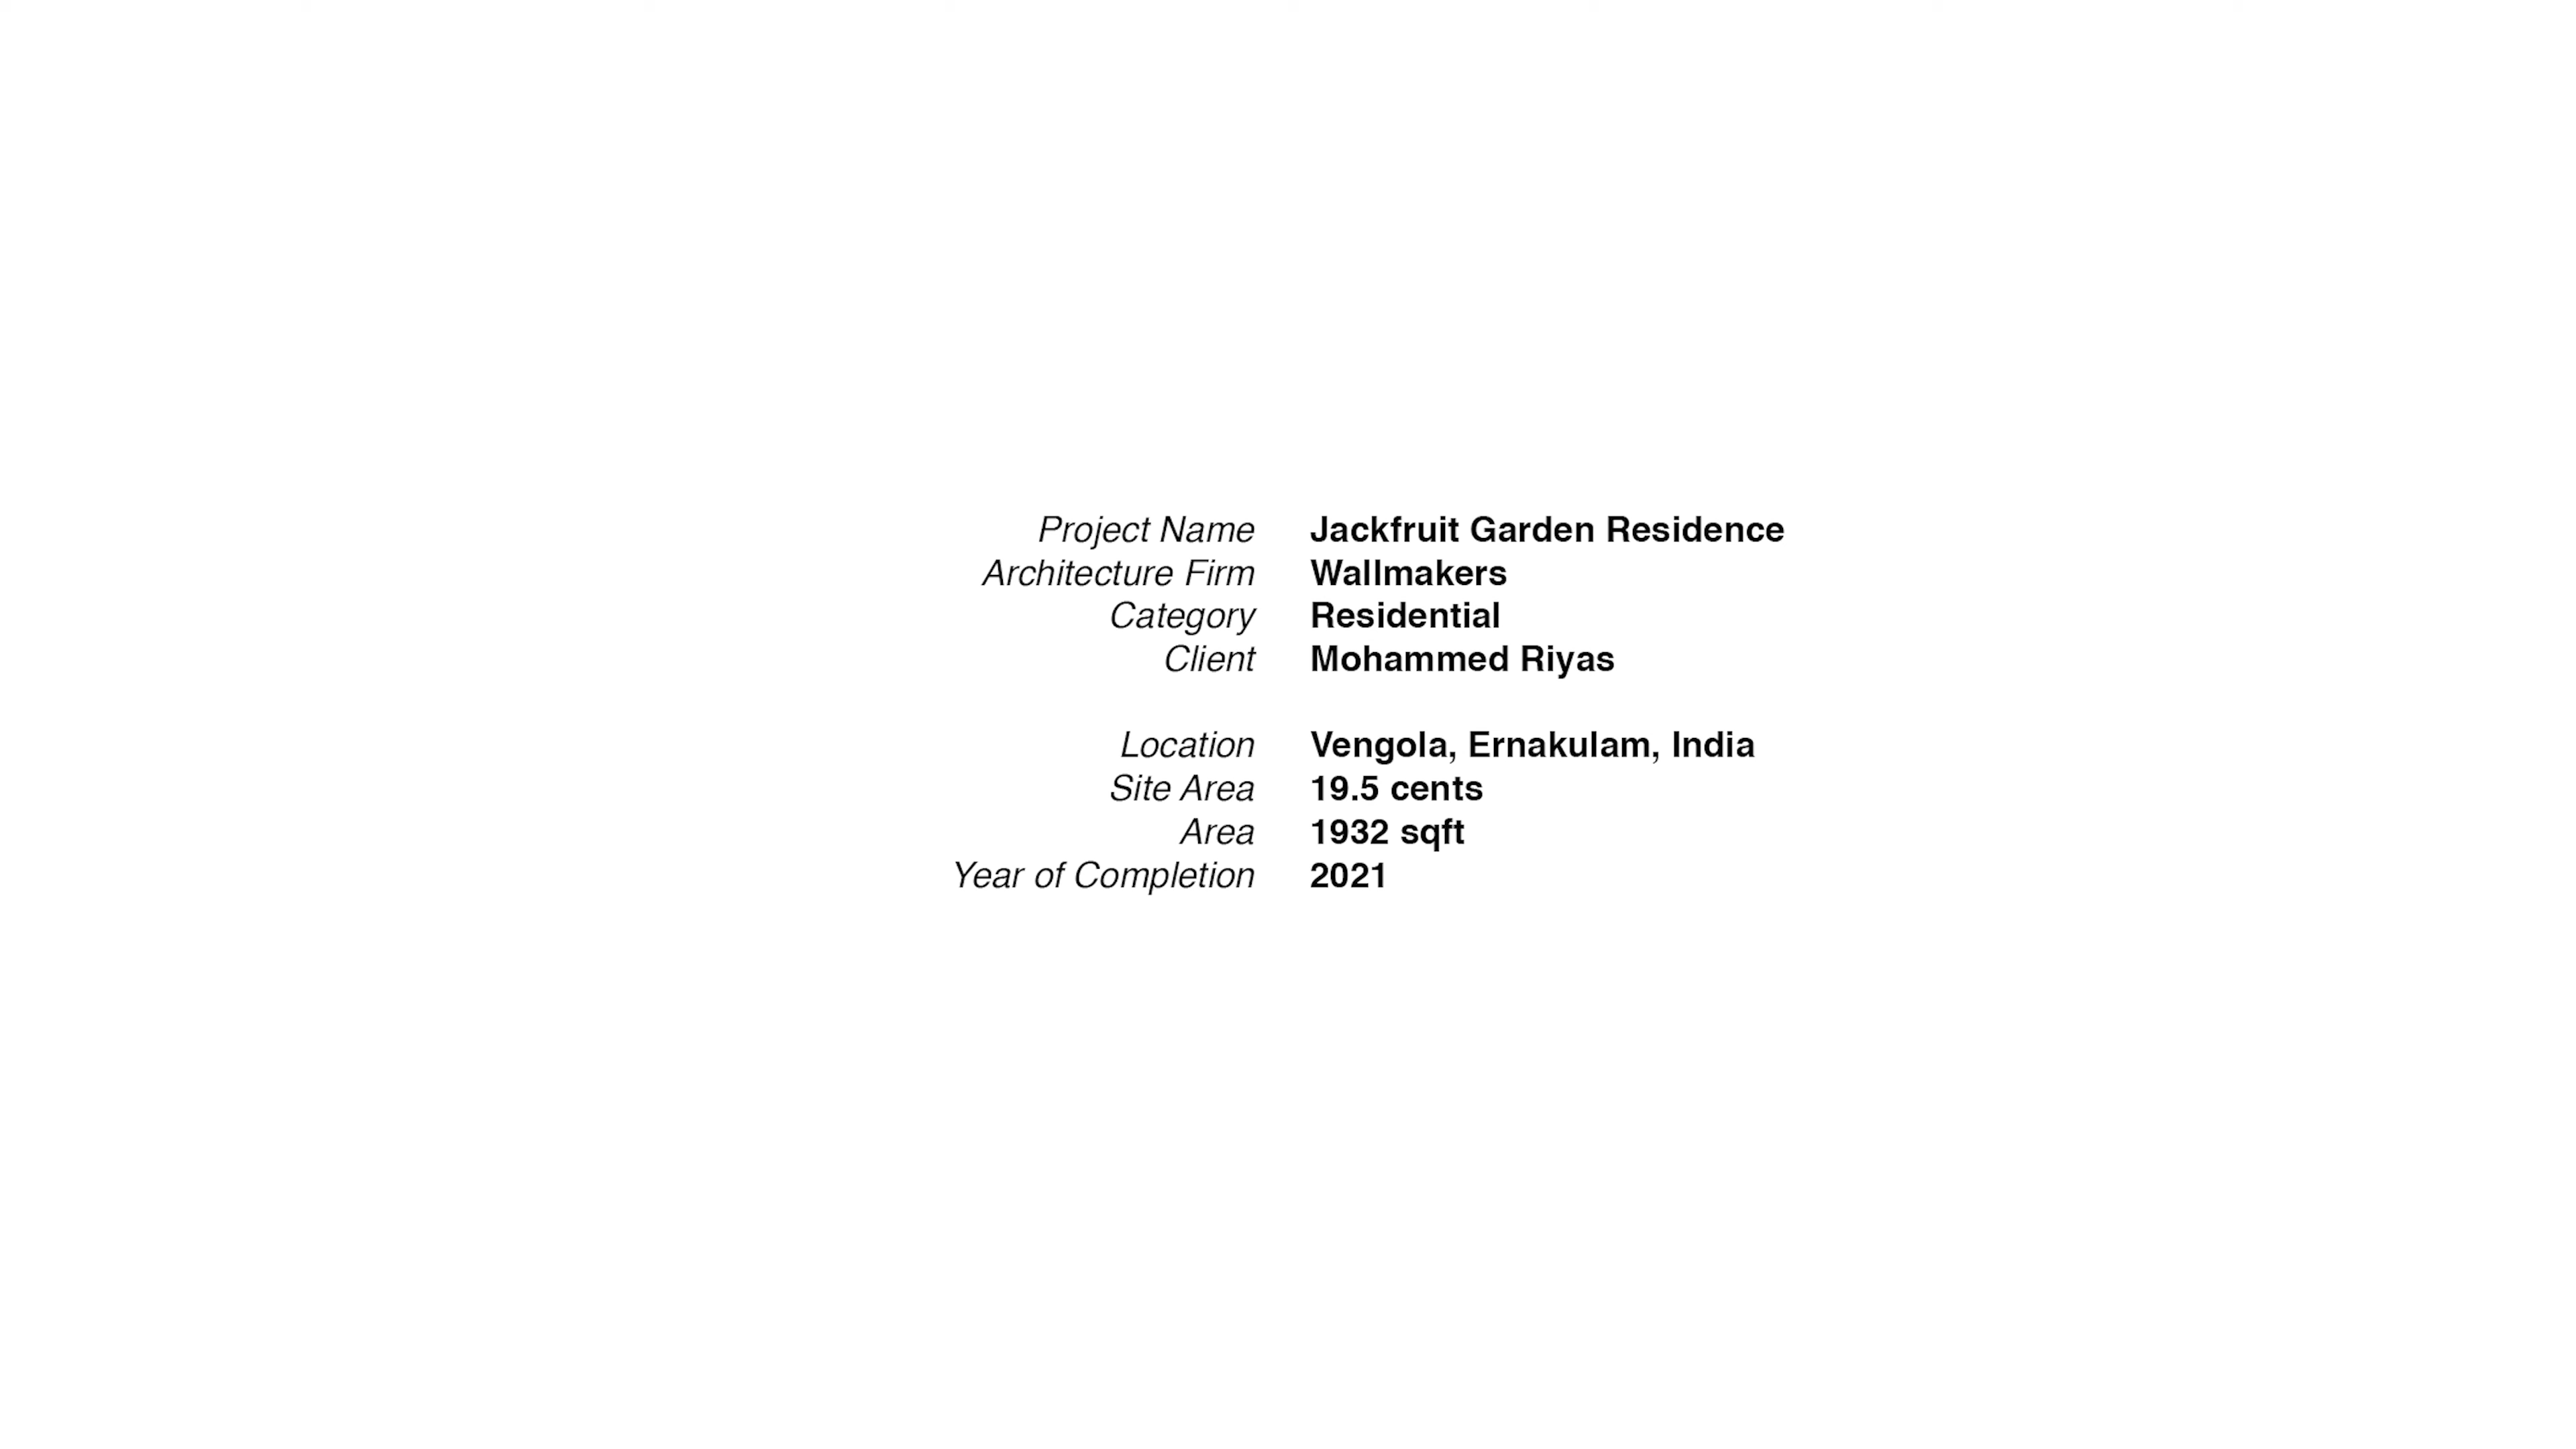 Project Name Jackfruit Garden Residence
Architecture Firm Wallmakers
Category Residential
Client Mohammed Riyas
Location Vengola, Ernakulam, India
Site Area 19.5 cents
Area 1932 sqft
Year of Completion 2021